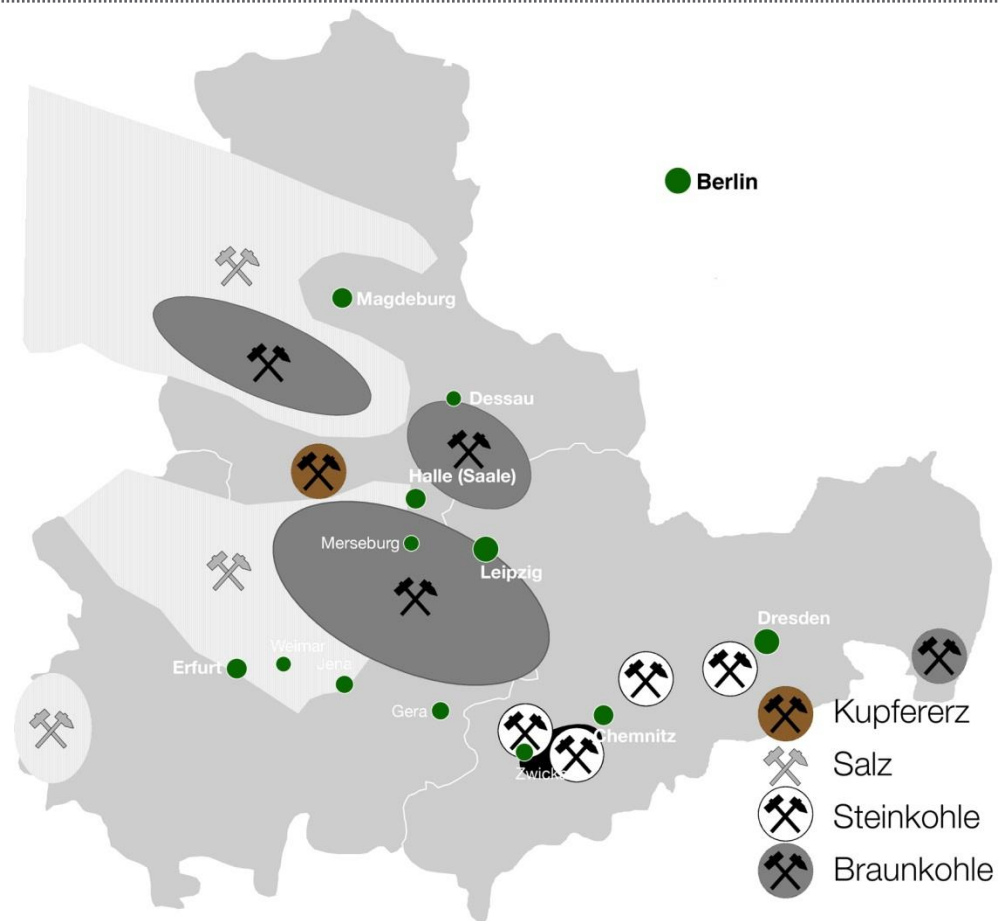 Berlin
Magdeburg
Dessau
Halle (Saale)
Merseburg
Leipzig
Dresden
Weimar
Erfurt
Jena
Gera
Chemnitz
Kupfererz
Salz
Steinkohle
Braunkohle